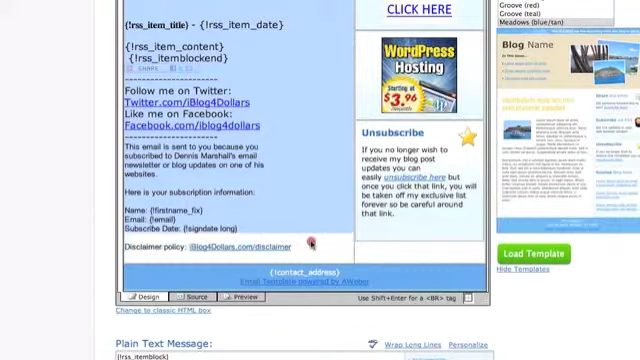 {!rss_item_title} - {!rss_item_date}
{!rss_item_content}
{!rss_itemblockend}
SHARE
---------------------
Follow me on Twitter:
Twitter.com/iBlog4Dollars
Like me on Facebook:
Facebook.com/iblog4dollars
---------------------
This email is sent to you because you
subscribed to Dennis Marshall's email
newsletter or blog updates on one of his
websites.
Here is your subscription information:
Name: {!firstname_fix}
Email: {!email}
Subscribe Date: {!signdate long}
Disclaimer policy: iBlog4Dollars.com/disclaimer
CLICK HERE
WordPress
Hosting
Starting at
$3.96
Unsubscribe
If you no longer wish to
receive my blog post
updates you can
easily unsubscribe here but
once you click that link, you will
be taken off my exclusive list
forever so be careful around
that link.
{!contact_address}
Email Template powered by AWeber
Design
Source
Preview
Use Shift+Enter for a <BR> tag
Change to classic HTML box
Plain Text Message:
Wrap Long Lines
Personalize
{!rss_itemblock}
Groove (red)
Groove (teal)
Meadows (blue/tan)
Blog Name
Load Template
Hide Templates